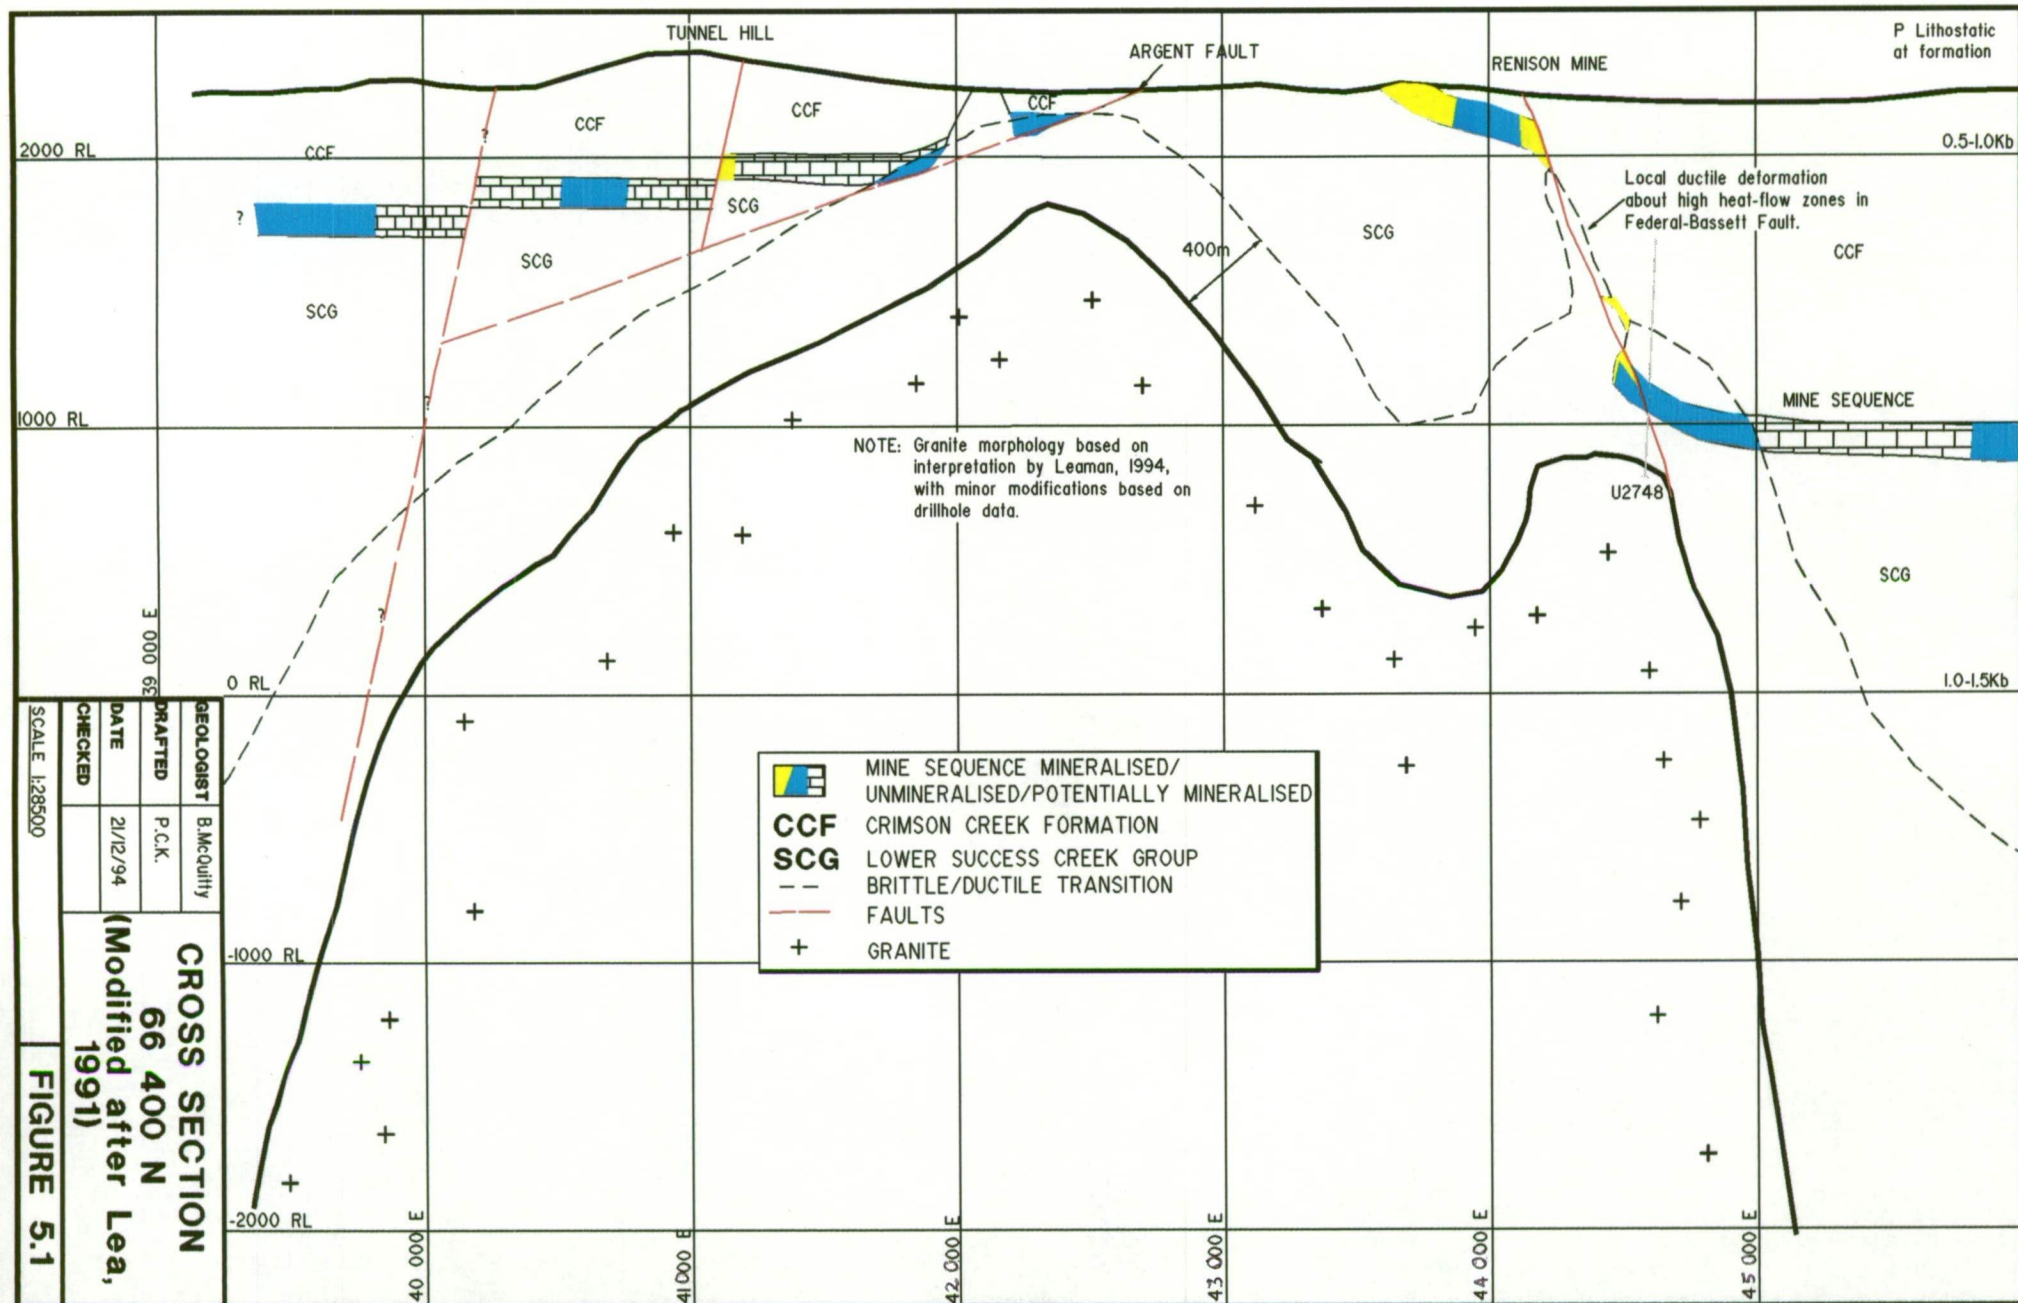 TUNNEL HILL
ARGENT FAULT
RENISON MINE
P Lithostatic
at formation
CCF
CCF
CCF
CCF
2000 RL
0.5-1.0Kb
Local ductile deformation
about high heat-flow zones in
Federal-Bassett Fault.
?
?
SCG
SCG
SCG
SCG
400m
CCF
1000 RL
?
MINE SEQUENCE
NOTE: Granite morphology based on
interpretation by Leaman, 1994,
with minor modifications based on
drillhole data.
U2748
SCG
?
39 000 E
0 RL
1.0-1.5Kb
MINE SEQUENCE MINERALISED/
UNMINERALISED/POTENTIALLY MINERALISED
CCF CRIMSON CREEK FORMATION
SCG LOWER SUCCESS CREEK GROUP
BRITTLE/DUCTILE TRANSITION
FAULTS
+ GRANITE
-1000 RL
-2000 RL
40 000 E
41 000 E
42 000 E
43 000 E
44 000 E
45 000 E
GEOLOGIST B.McQuitty
DRAFTED P.C.K.
DATE 21/12/94
CHECKED
SCALE 1:28500
CROSS SECTION
66 400 N
(Modified after Lea,
1991)
FIGURE 5.1